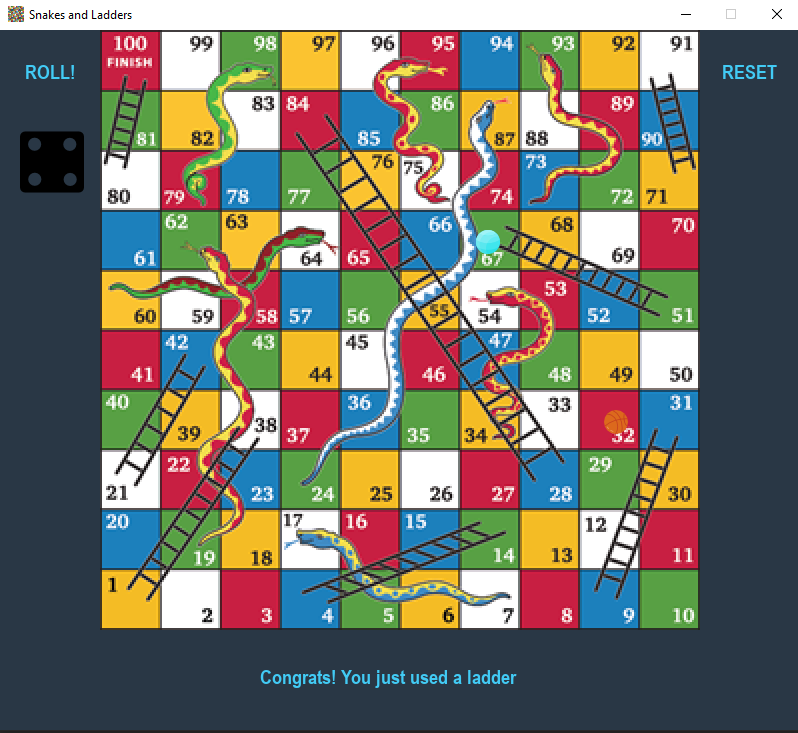 Snakes and Ladders
100 99 98 97 96 95 94 93 92 91
FINISH
ROLL!
RESET
81 82 83 84 85 86 87 88 89 90
80 79 78 77 76 75 74 73 72 71
61 62 63 64 65 66 67 68 69 70
60 59 58 57 56 55 54 53 52 51
41 42 43 44 45 46 47 48 49 50
40 39 38 37 36 35 34 33 32 31
21 22 23 24 25 26 27 28 29 30
20 19 18 17 16 15 14 13 12 11
1 2 3 4 5 6 7 8 9 10
Congrats! You just used a ladder